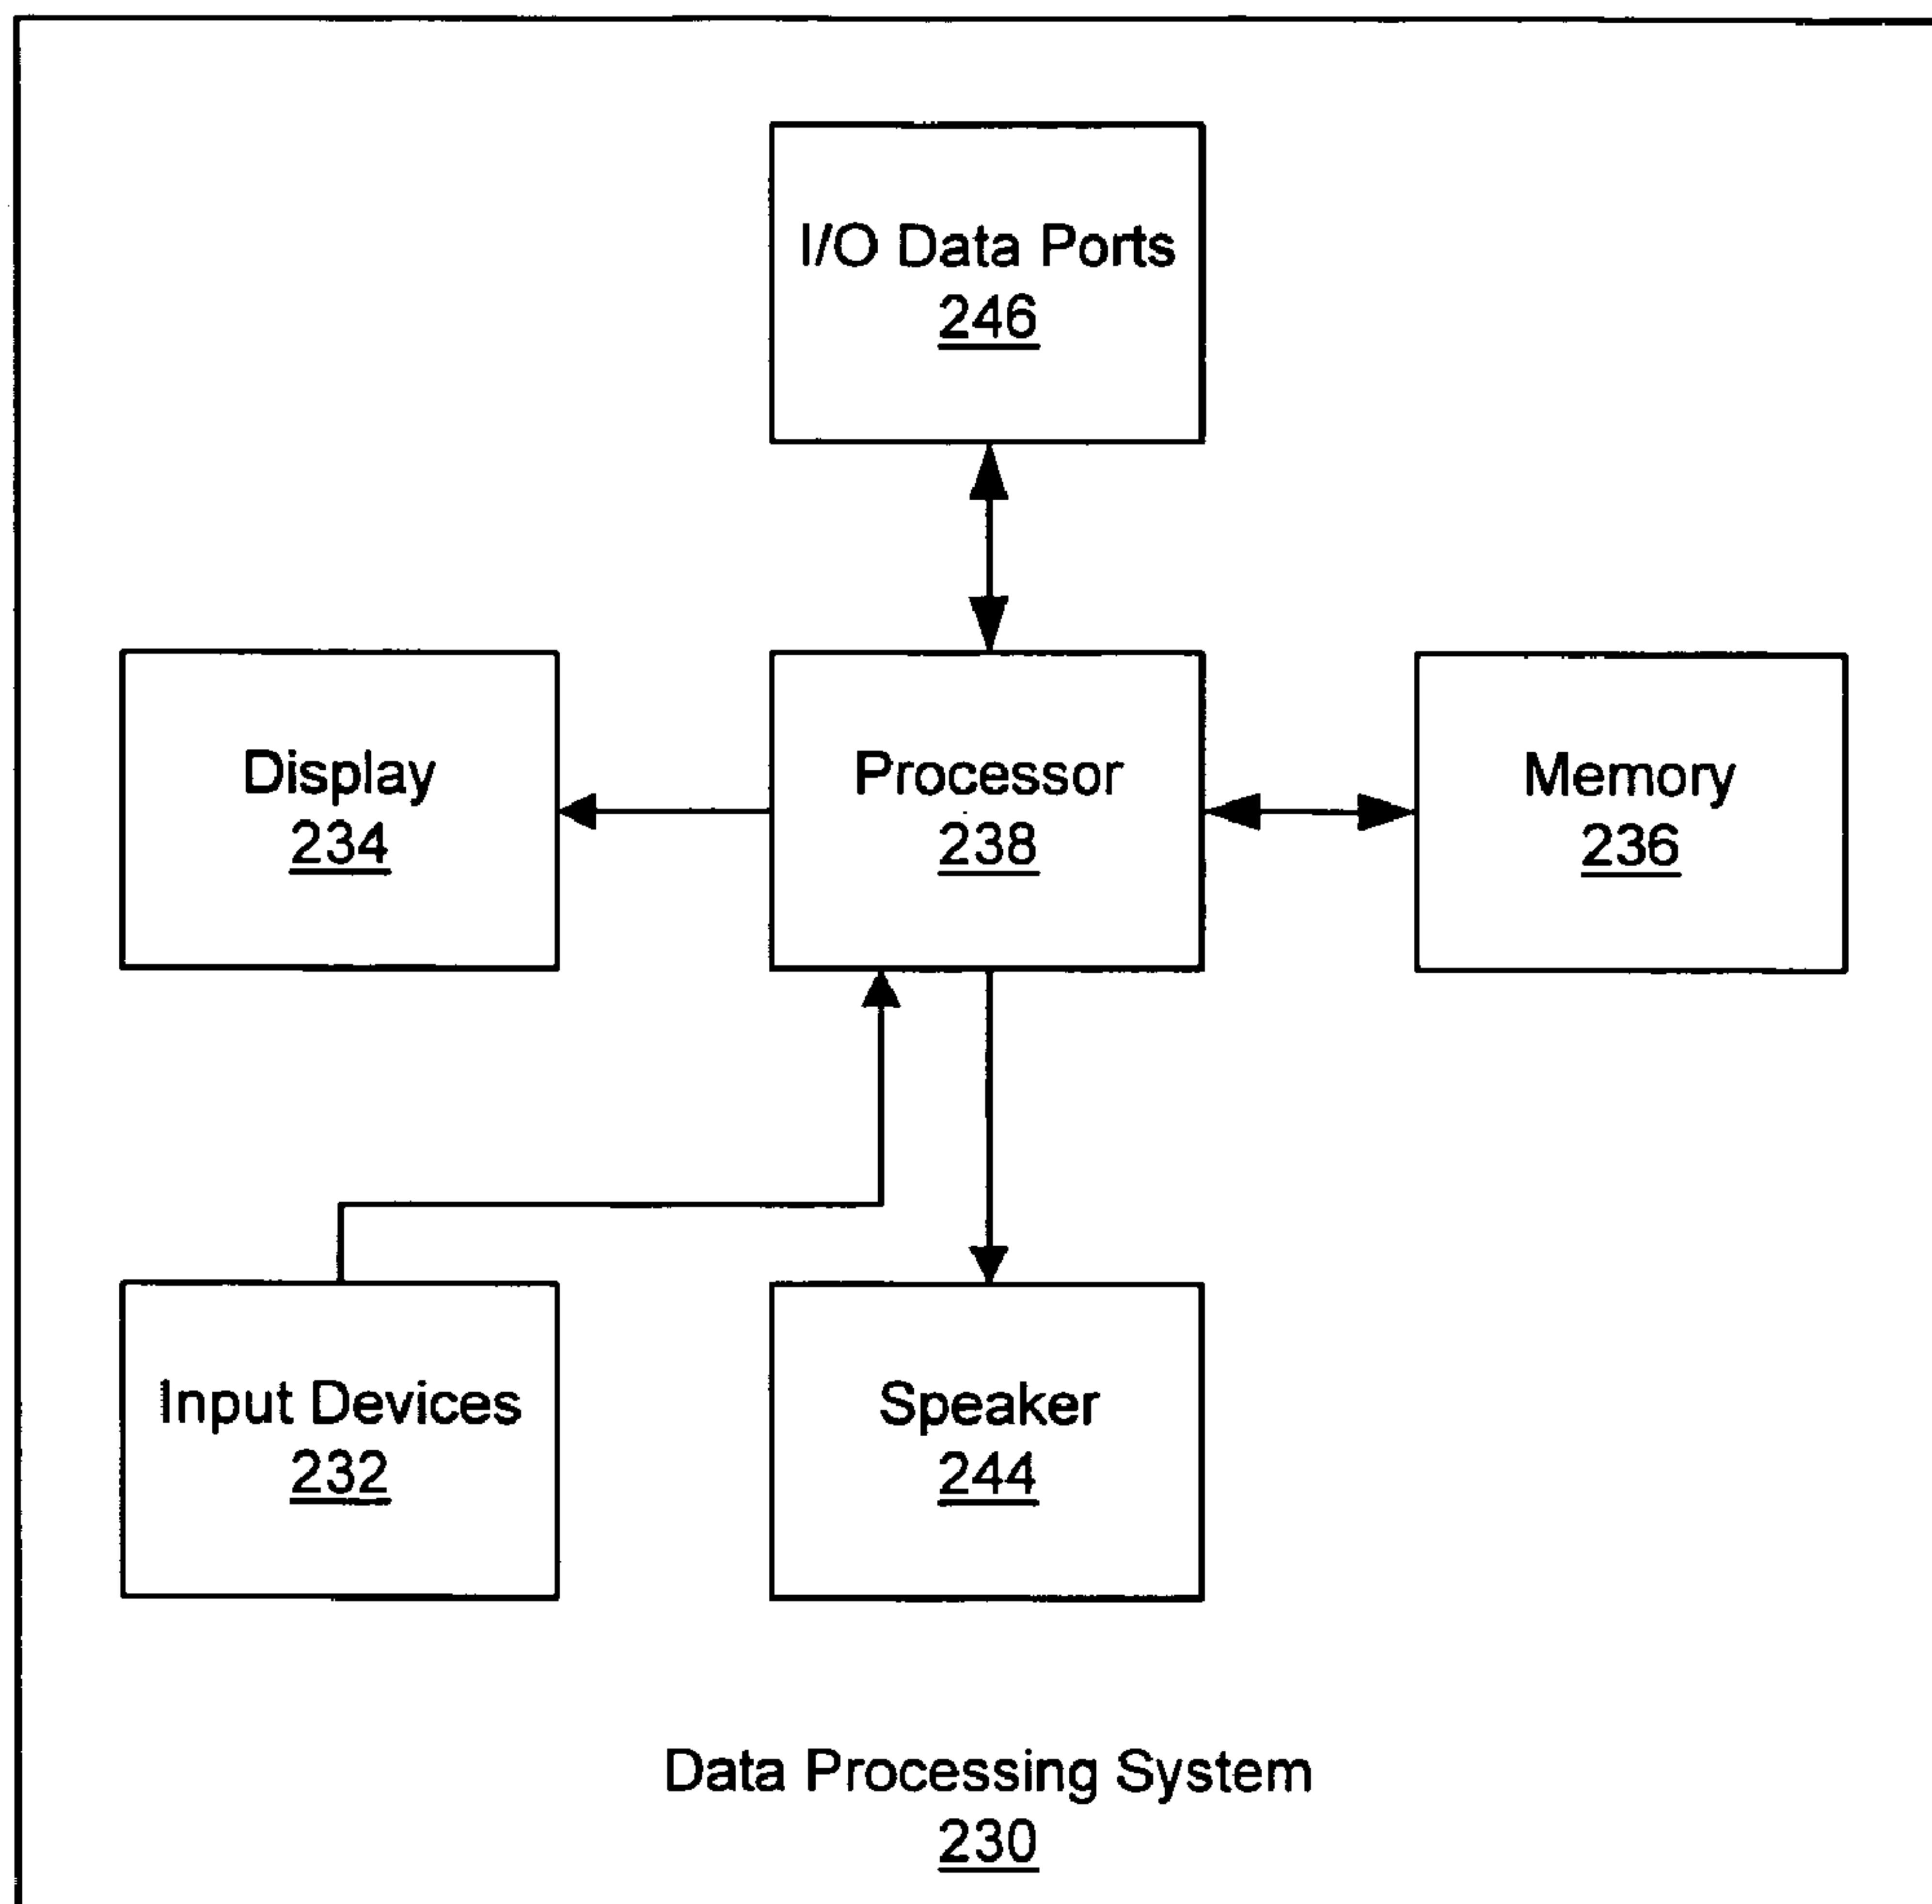 I/O Data Ports
246
Display
234
Processor
238
Memory
236
Input Devices
232
Speaker
244
Data Processing System
230